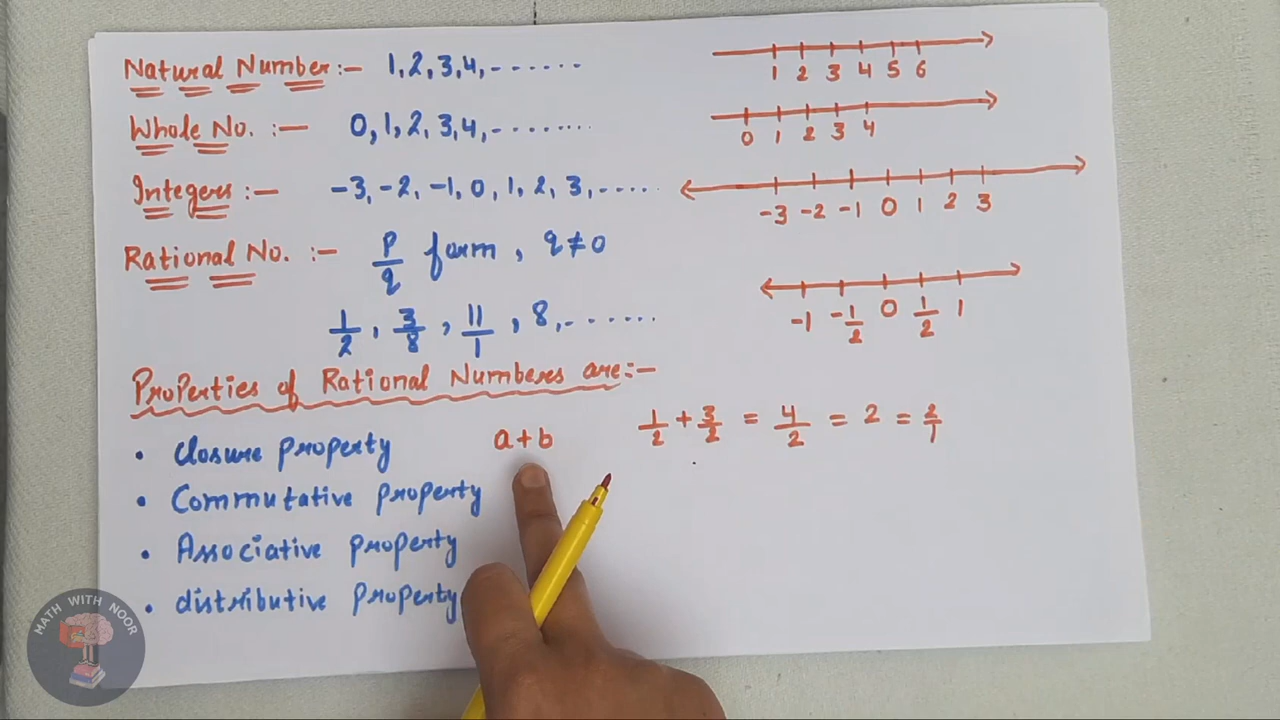 Natural Number:- 1, 2, 3, 4, -------
1 2 3 4 5 6
Whole No. :- 0, 1, 2, 3, 4, --------
0 1 2 3 4
Integers :- -3, -2, -1, 0, 1, 2, 3, -----
-3 -2 -1 0 1 2 3
Rational No. :- P/q form, q≠0
-1 -1/2 0 1/2 1
1/2, 3/8, 11/1, 8, -------
Properties of Rational Numbers are:-
• Closure property a+b 1/2 + 3/2 = 4/2 = 2 = 2/1
• Commutative property
• Associative property
• distributive property
MATH WITH NOOR